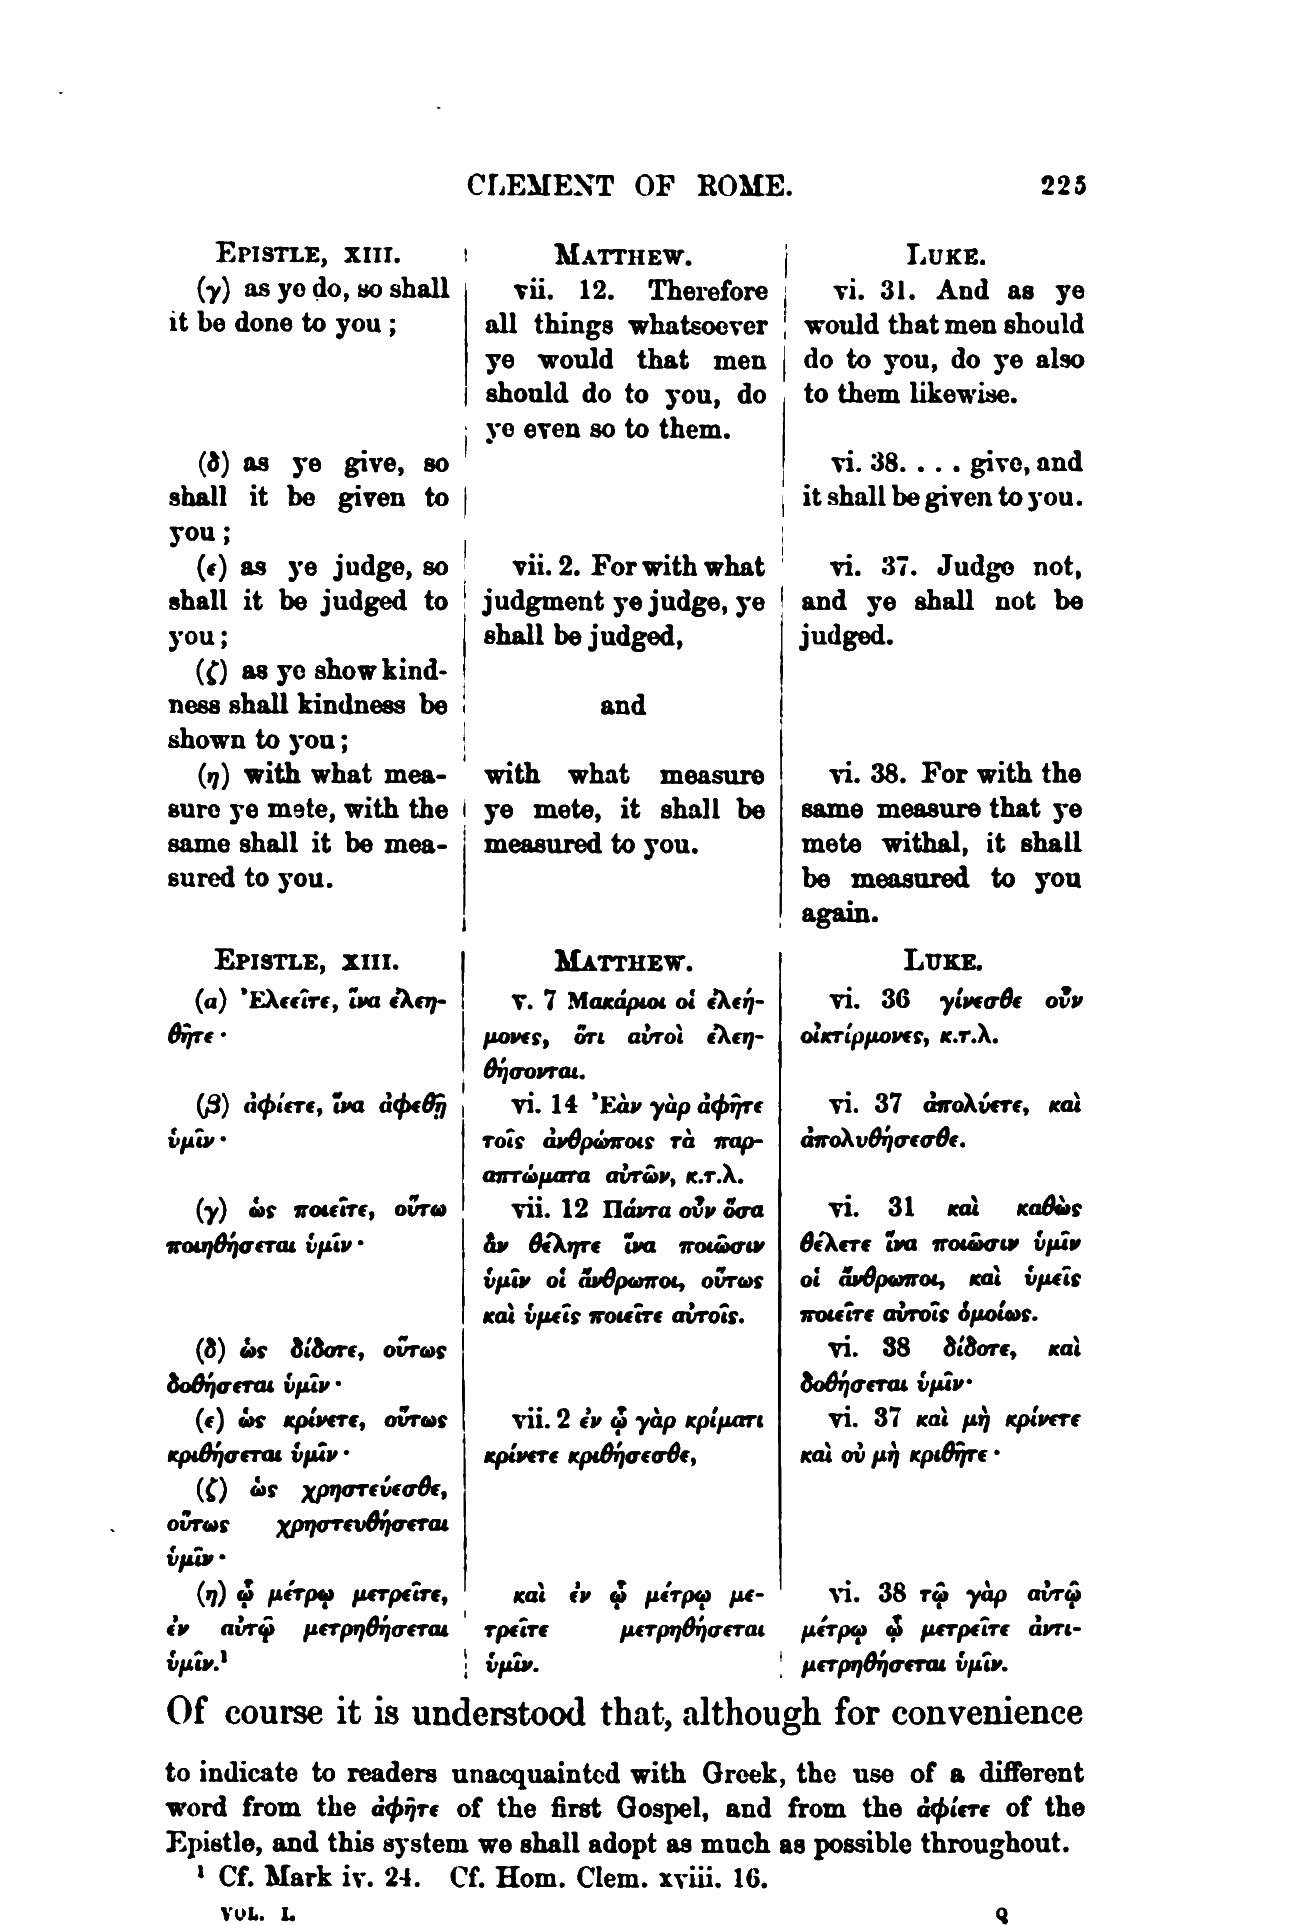 CLEMENT OF ROME. 225
EPISTLE, XIII.
(γ) as ye do, so shall
it be done to you ;
(δ) as ye give, so
shall it be given to
you ;
(ε) as ye judge, so
shall it be judged to
you ;
(ζ) as ye show kind-
ness shall kindness be
shown to you ;
(η) with what mea-
sure ye mete, with the
same shall it be mea-
sured to you.
MATTHEW.
vii. 12. Therefore
all things whatsoever
ye would that men
should do to you, do
ye even so to them.
vii. 2. For with what
judgment ye judge, ye
shall be judged,
and
with what measure
ye mete, it shall be
measured to you.
LUKE.
vi. 31. And as ye
would that men should
do to you, do ye also
to them likewise.
vi. 38. . . . give, and
it shall be given to you.
vi. 37. Judge not,
and ye shall not be
judged.
vi. 38. For with the
same measure that ye
mete withal, it shall
be measured to you
again.
EPISTLE, XIII.
(α) Ἐλεεῖτε, ἵνα ἐλεη-
θῆτε ·
(β) ἀφίετε, ἵνα ἀφεθῇ
ὑμῖν ·
(γ) ὡς ποιεῖτε, οὕτω
ποιηθήσεται ὑμῖν ·
(δ) ὡς δίδοτε, οὕτως
δοθήσεται ὑμῖν ·
(ε) ὡς κρίνετε, οὕτως
κριθήσεται ὑμῖν ·
(ζ) ὡς χρηστεύεσθε,
οὕτως χρηστευθήσεται
ὑμῖν ·
(η) ᾧ μέτρῳ μετρεῖτε,
ἐν αὐτῷ μετρηθήσεται
ὑμῖν.¹
MATTHEW.
v. 7 Μακάριοι οἱ ἐλεή-
μονες, ὅτι αὐτοὶ ἐλεη-
θήσονται.
vi. 14 Ἐὰν γὰρ ἀφῆτε
τοῖς ἀνθρώποις τὰ παρ-
απτώματα αὐτῶν, κ.τ.λ.
vii. 12 Πάντα οὖν ὅσα
ἂν θέλητε ἵνα ποιῶσιν
ὑμῖν οἱ ἄνθρωποι, οὕτως
καὶ ὑμεῖς ποιεῖτε αὐτοῖς.
vii. 2 ἐν ᾧ γὰρ κρίματι
κρίνετε κριθήσεσθε,
καὶ ἐν ᾧ μέτρῳ με-
τρεῖτε μετρηθήσεται
ὑμῖν.
LUKE.
vi. 36 γίνεσθε οὖν
οἰκτίρμονες, κ.τ.λ.
vi. 37 ἀπολύετε, καὶ
ἀπολυθήσεσθε.
vi. 31 καὶ καθὼς
θέλετε ἵνα ποιῶσιν ὑμῖν
οἱ ἄνθρωποι, καὶ ὑμεῖς
ποιεῖτε αὐτοῖς ὁμοίως.
vi. 38 δίδοτε, καὶ
δοθήσεται ὑμῖν·
vi. 37 καὶ μὴ κρίνετε
καὶ οὐ μὴ κριθῆτε ·
vi. 38 τῷ γὰρ αὐτῷ
μέτρῳ ᾧ μετρεῖτε ἀντι-
μετρηθήσεται ὑμῖν.
Of course it is understood that, although for convenience
to indicate to readers unacquainted with Greek, the use of a different
word from the ἀφῆτε of the first Gospel, and from the ἀφίετε of the
Epistle, and this system we shall adopt as much as possible throughout.
¹ Cf. Mark iv. 24. Cf. Hom. Clem. xviii. 16.
VOL. I. Q